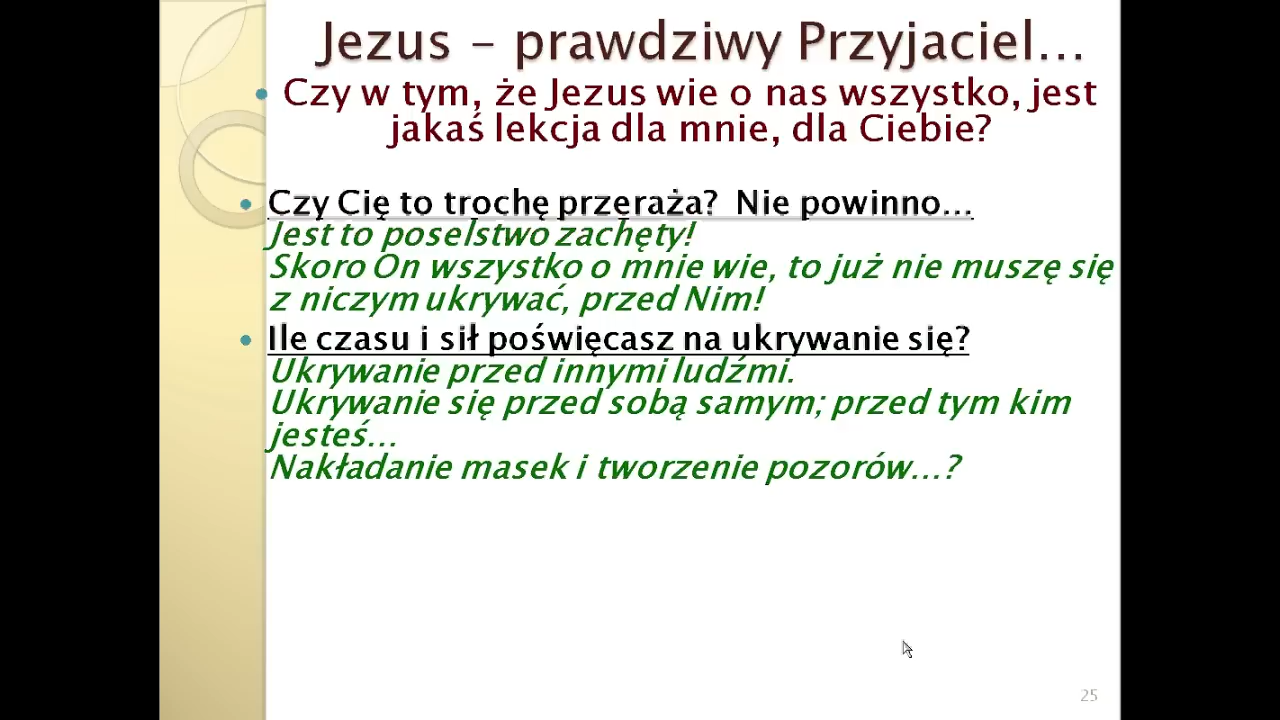 Jezus – prawdziwy Przyjaciel...
Czy w tym, że Jezus wie o nas wszystko, jest
jakaś lekcja dla mnie, dla Ciebie?
Czy Cię to trochę przeraża? Nie powinno...
Jest to poselstwo zachęty!
Skoro On wszystko o mnie wie, to już nie muszę się
z niczym ukrywać, przed Nim!
Ile czasu i sił poświęcasz na ukrywanie się?
Ukrywanie przed innymi ludźmi.
Ukrywanie się przed sobą samym; przed tym kim
jesteś...
Nakładanie masek i tworzenie pozorów...?
25